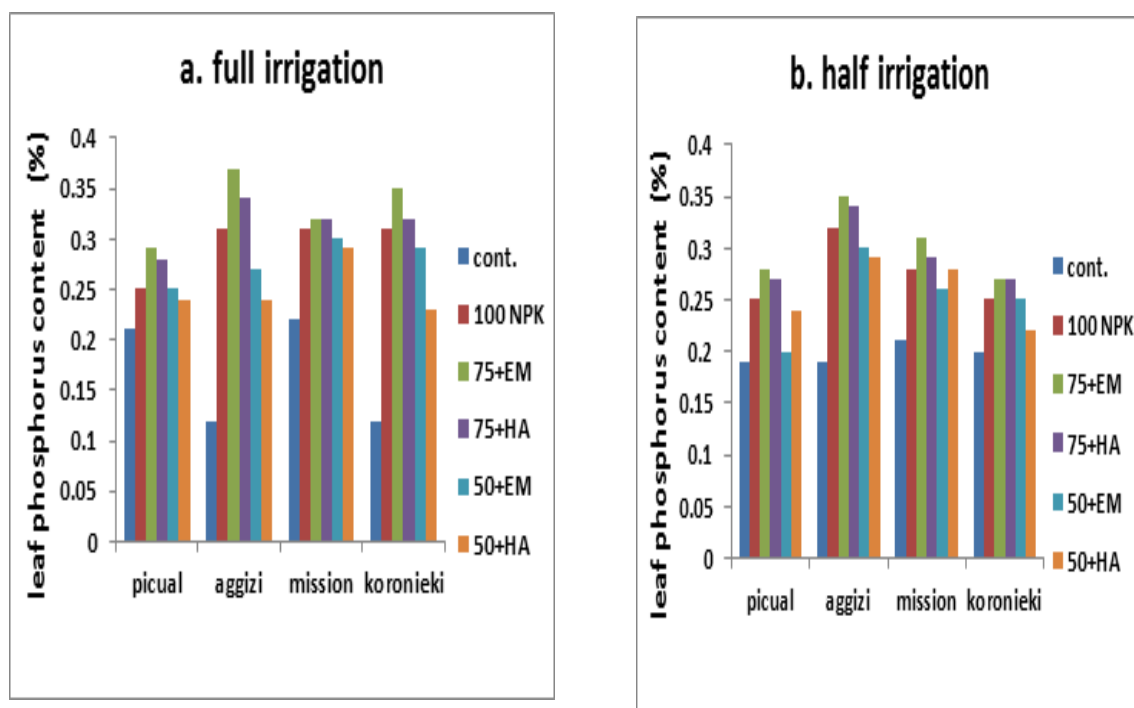 a. full irrigation
leaf phosphorus content (%)
0.4
0.35
0.3
0.25
0.2
0.15
0.1
0.05
0
picual aggizi mission koronieki
cont.
100 NPK
75+EM
75+HA
50+EM
50+HA
b. half irrigation
leaf phosphorus content (%)
0.4
0.35
0.3
0.25
0.2
0.15
0.1
0.05
0
picual aggizi mission koronieki
cont.
100 NPK
75+EM
75+HA
50+EM
50+HA